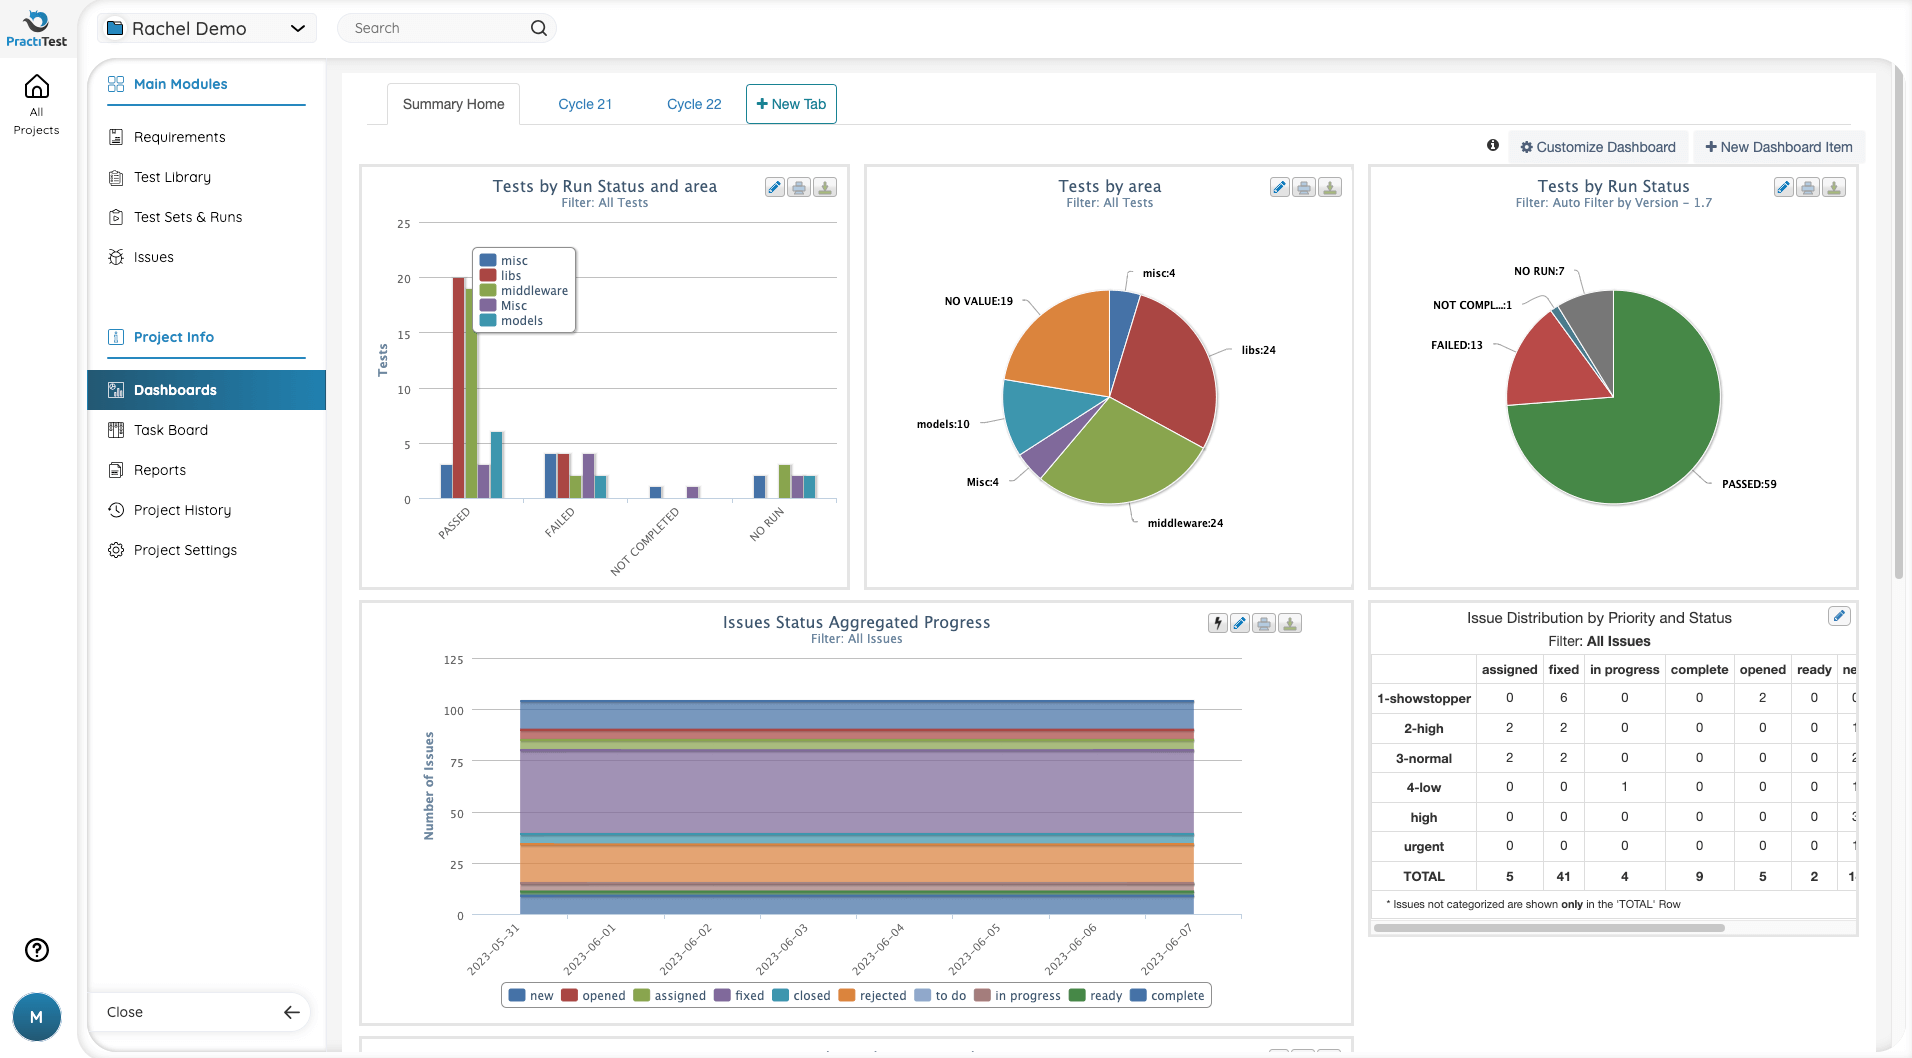 PractiTest
Rachel Demo
Search
All
Projects
Main Modules
Requirements
Test Library
Test Sets & Runs
Issues
Project Info
Dashboards
Task Board
Reports
Project History
Project Settings
Close
M
Summary Home
Cycle 21
Cycle 22
New Tab
Customize Dashboard
New Dashboard Item
Tests by Run Status and area
Filter: All Tests
25
20
15
10
5
0
Tests
misc
libs
middleware
Misc
models
PASSED
FAILED
NOT COMPLETED
NO RUN
Tests by area
Filter: All Tests
misc:4
NO VALUE:19
libs:24
models:10
Misc:4
middleware:24
Tests by Run Status
Filter: Auto Filter by Version – 1.7
NO RUN:7
NOT COMPL...:1
FAILED:13
PASSED:59
Issues Status Aggregated Progress
Filter: All Issues
125
100
75
50
25
0
Number of Issues
2023-05-31
2023-06-01
2023-06-02
2023-06-03
2023-06-04
2023-06-05
2023-06-06
2023-06-07
new opened assigned fixed closed rejected to do in progress ready complete
Issue Distribution by Priority and Status
Filter: All Issues
assigned fixed in progress complete opened ready ne
1-showstopper 0 6 0 0 2 0
2-high 2 2 0 0 0 0
3-normal 2 2 0 0 0 0
4-low 0 0 1 0 0 0
high 0 0 0 0 0 0
urgent 0 0 0 0 0 0
TOTAL 5 41 4 9 5 2
* Issues not categorized are shown only in the 'TOTAL' Row